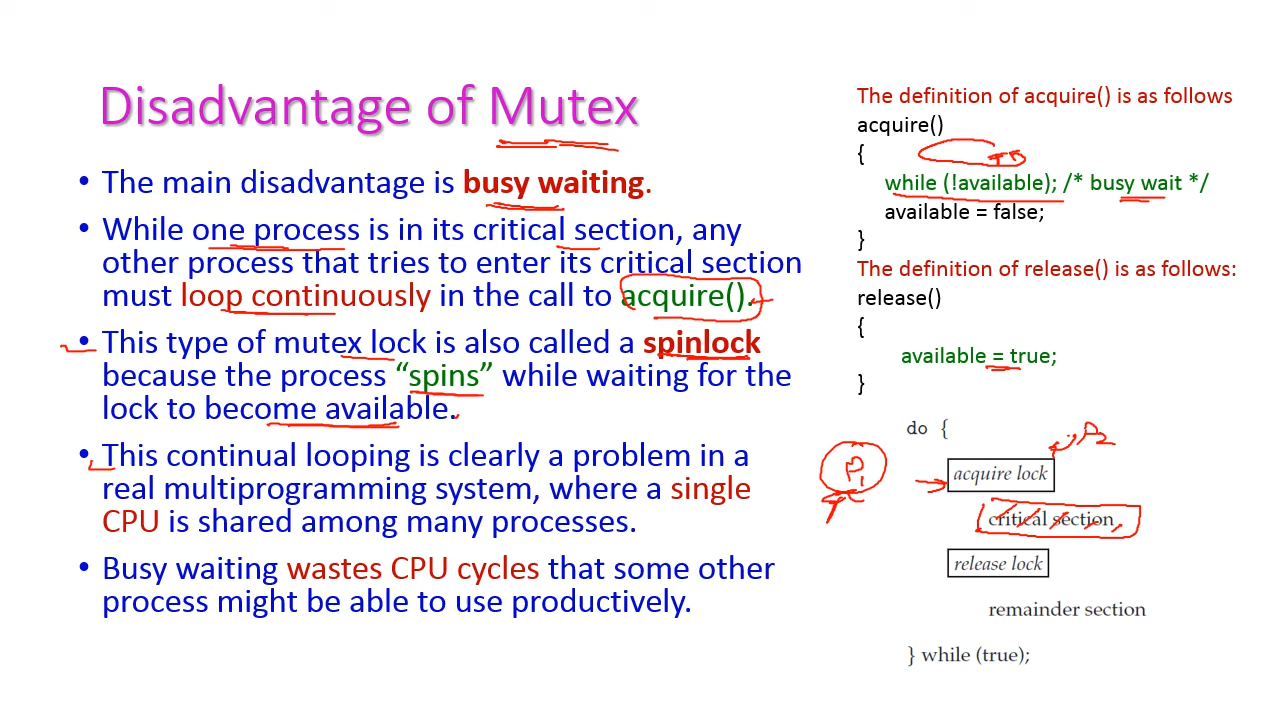 Disadvantage of Mutex
• The main disadvantage is busy waiting.
• While one process is in its critical section, any
other process that tries to enter its critical section
must loop continuously in the call to acquire().
• This type of mutex lock is also called a spinlock
because the process “spins” while waiting for the
lock to become available.
• This continual looping is clearly a problem in a
real multiprogramming system, where a single
CPU is shared among many processes.
• Busy waiting wastes CPU cycles that some other
process might be able to use productively.
The definition of acquire() is as follows
acquire()
{
while (!available); /* busy wait */
available = false;
}
The definition of release() is as follows:
release()
{
available = true;
}
do {
P2
P1
acquire lock
critical section
release lock
remainder section
} while (true);